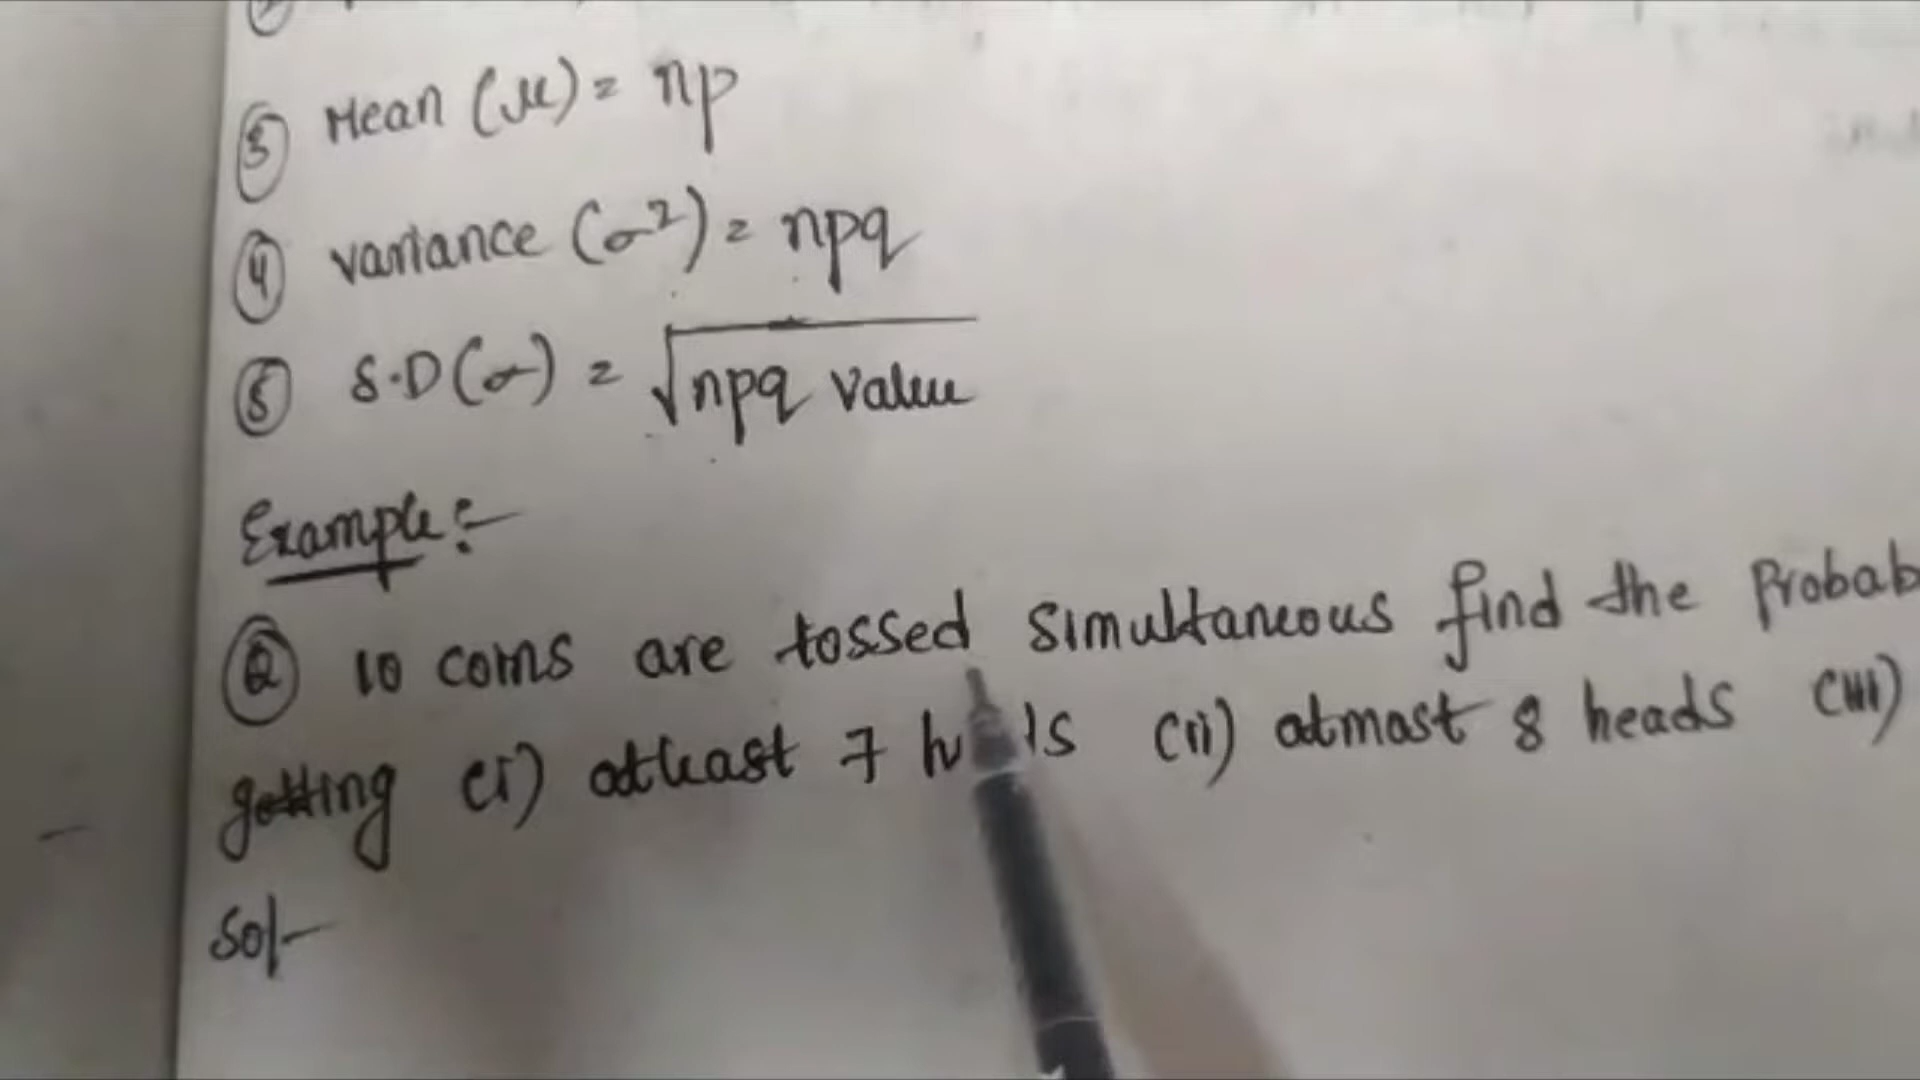 ③ Mean (μ) = np
④ variance (σ²) = npq
⑤ S.D(σ) = √npq value
Example:-
Ⓠ 10 coins are tossed simultaneous find the Probab
getting (i) atleast 7 (ii) atmast 8 heads (iii)
Sol-